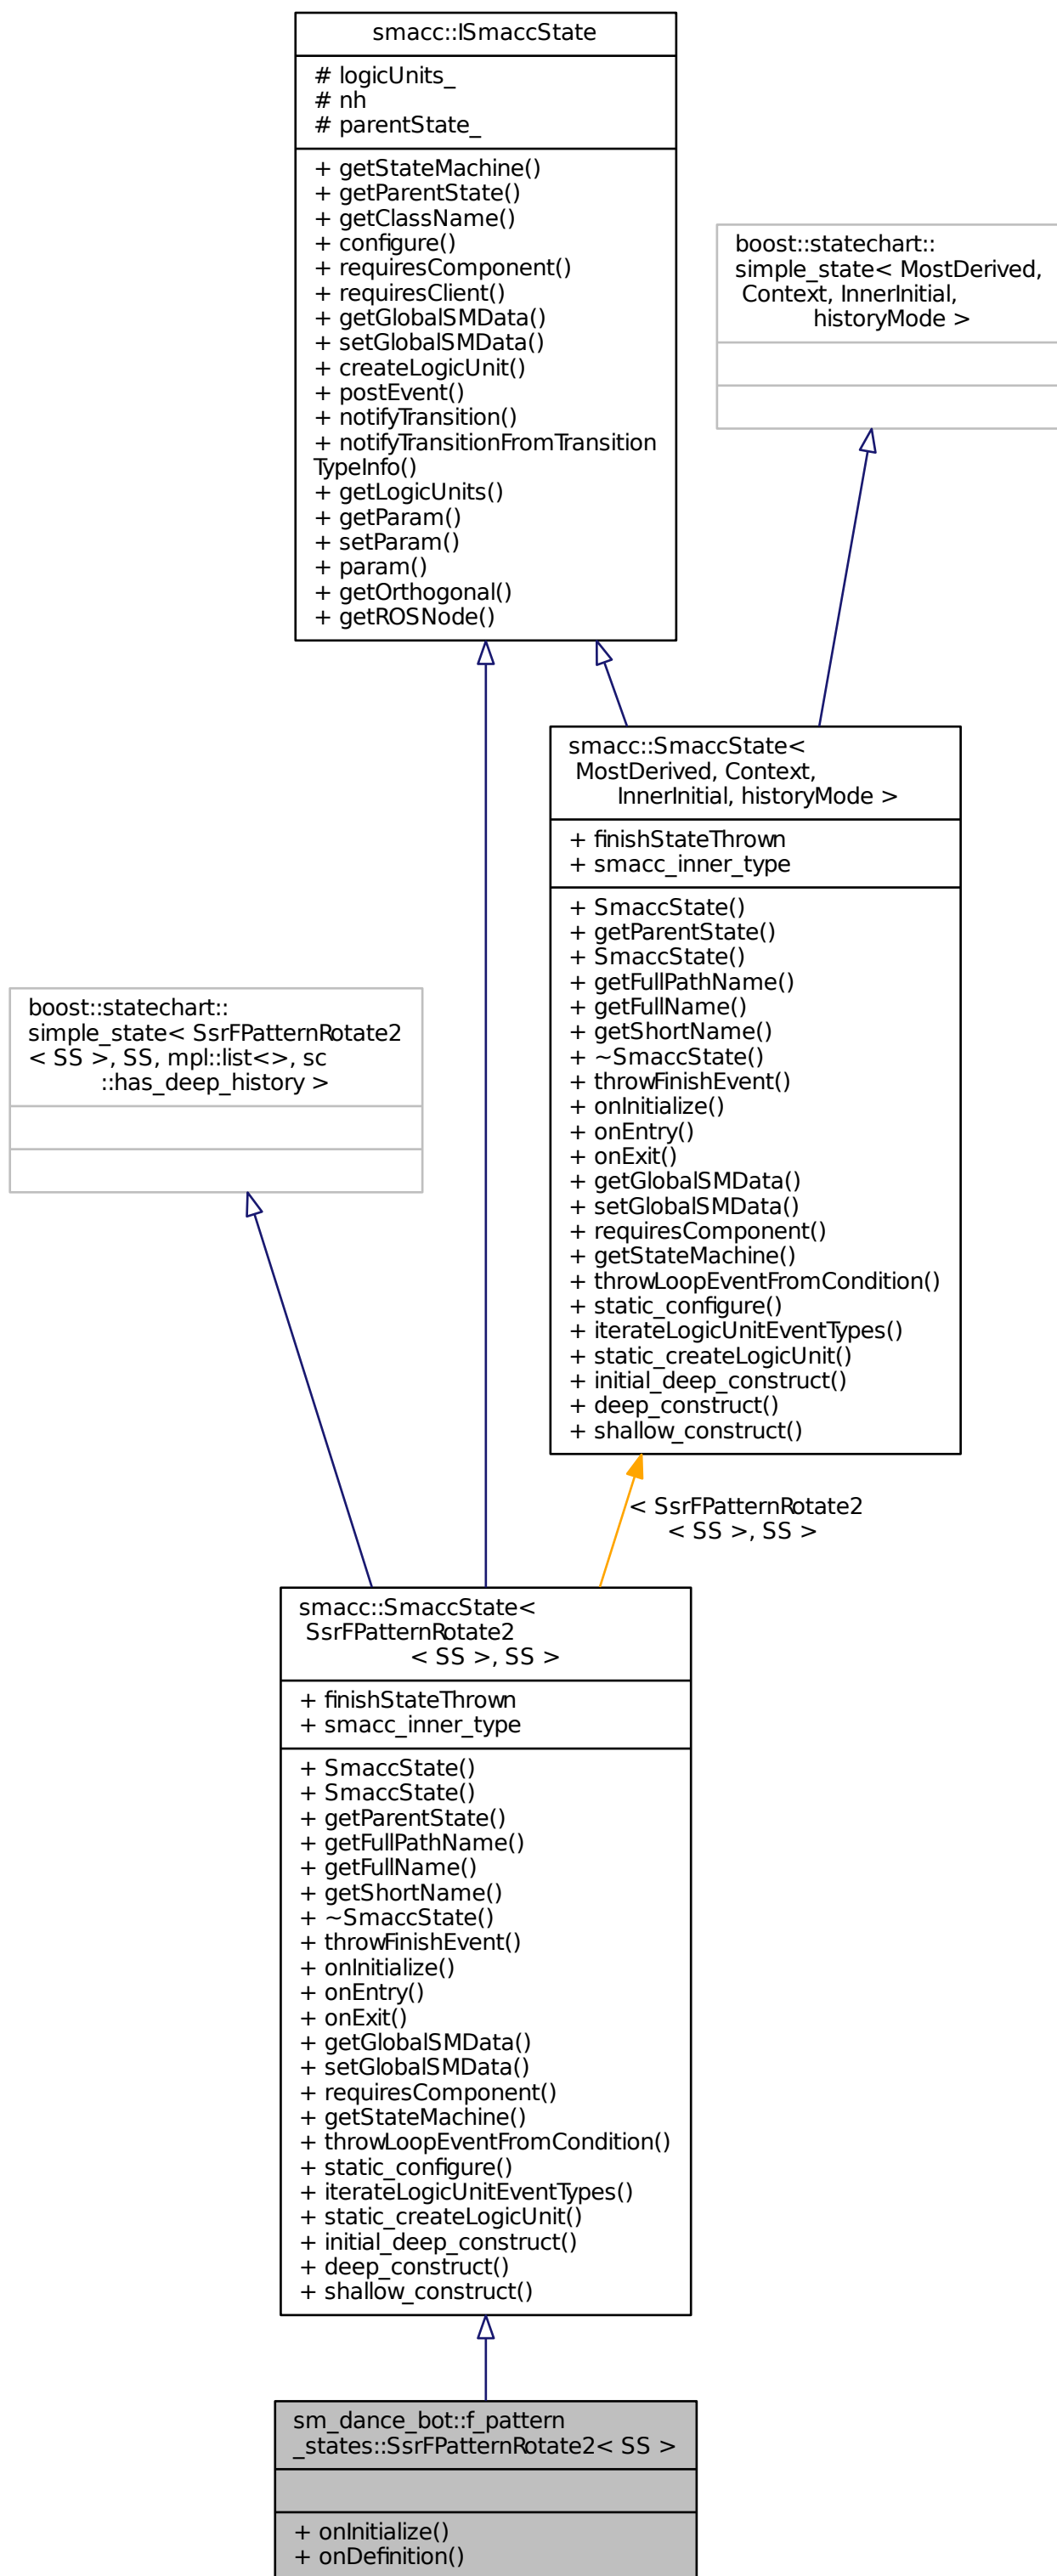 smacc::ISmaccState
# logicUnits_
# nh
# parentState_
+ getStateMachine()
+ getParentState()
+ getClassName()
+ configure()
+ requiresComponent()
+ requiresClient()
+ getGlobalSMData()
+ setGlobalSMData()
+ createLogicUnit()
+ postEvent()
+ notifyTransition()
+ notifyTransitionFromTransition
TypeInfo()
+ getLogicUnits()
+ getParam()
+ setParam()
+ param()
+ getOrthogonal()
+ getROSNode()
boost::statechart::
simple_state< MostDerived,
Context, InnerInitial,
historyMode >
smacc::SmaccState<
MostDerived, Context,
InnerInitial, historyMode >
+ finishStateThrown
+ smacc_inner_type
+ SmaccState()
+ getParentState()
+ SmaccState()
+ getFullPathName()
+ getFullName()
+ getShortName()
+ ~SmaccState()
+ throwFinishEvent()
+ onInitialize()
+ onEntry()
+ onExit()
+ getGlobalSMData()
+ setGlobalSMData()
+ requiresComponent()
+ getStateMachine()
+ throwLoopEventFromCondition()
+ static_configure()
+ iterateLogicUnitEventTypes()
+ static_createLogicUnit()
+ initial_deep_construct()
+ deep_construct()
+ shallow_construct()
boost::statechart::
simple_state< SsrFPatternRotate2
< SS >, SS, mpl::list<>, sc
::has_deep_history >
< SsrFPatternRotate2
< SS >, SS >
smacc::SmaccState<
SsrFPatternRotate2
< SS >, SS >
+ finishStateThrown
+ smacc_inner_type
+ SmaccState()
+ SmaccState()
+ getParentState()
+ getFullPathName()
+ getFullName()
+ getShortName()
+ ~SmaccState()
+ throwFinishEvent()
+ onInitialize()
+ onEntry()
+ onExit()
+ getGlobalSMData()
+ setGlobalSMData()
+ requiresComponent()
+ getStateMachine()
+ throwLoopEventFromCondition()
+ static_configure()
+ iterateLogicUnitEventTypes()
+ static_createLogicUnit()
+ initial_deep_construct()
+ deep_construct()
+ shallow_construct()
sm_dance_bot::f_pattern
_states::SsrFPatternRotate2< SS >
+ onInitialize()
+ onDefinition()